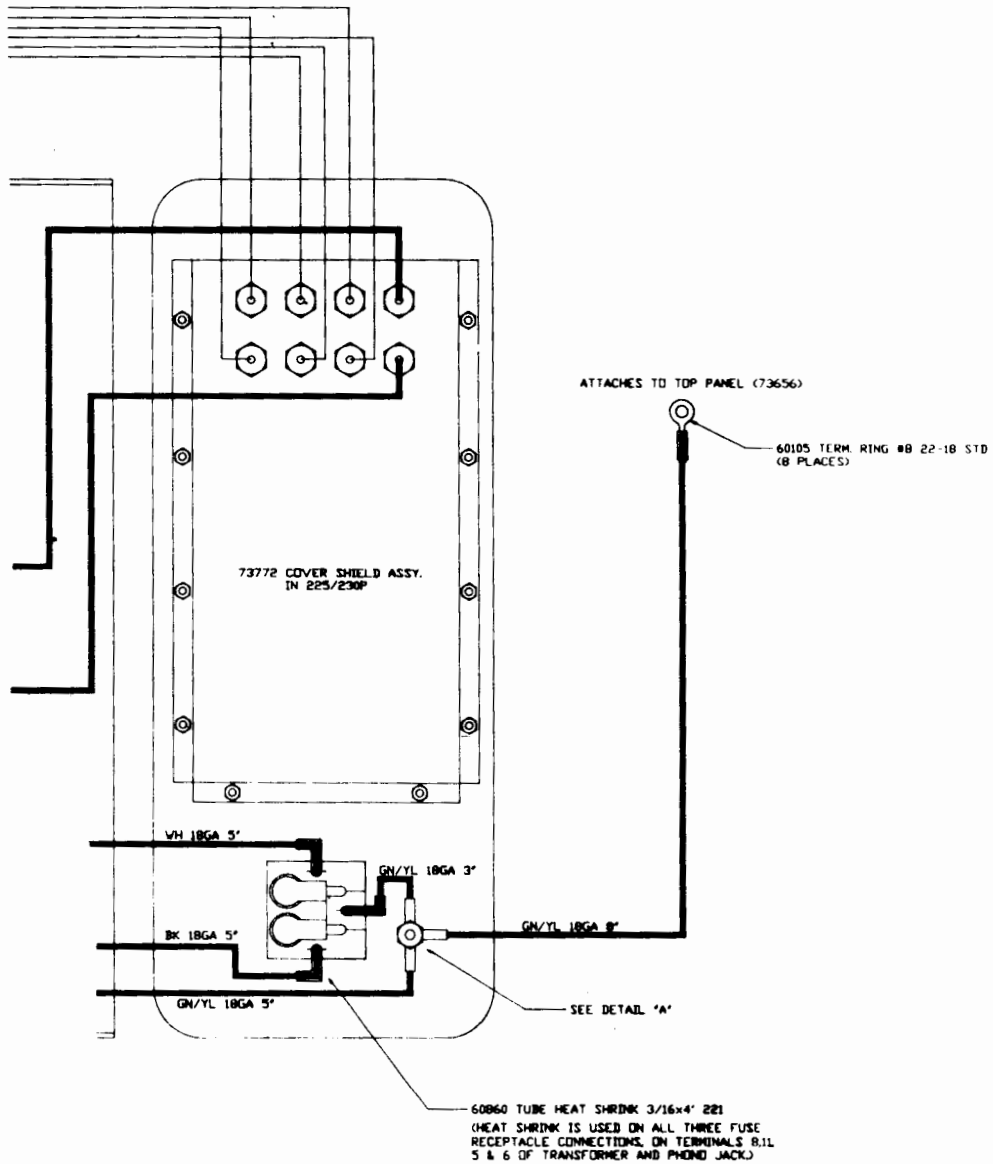 ATTACHES TO TOP PANEL (73656)
60105 TERM. RING #8 22-18 STD
(8 PLACES)
73772 COVER SHIELD ASSY.
IN 225/230P
WH 18GA 5"
GN/YL 18GA 3"
BK 18GA 5"
GN/YL 18GA 8"
GN/YL 18GA 5"
SEE DETAIL "A"
60860 TUBE HEAT SHRINK 3/16x4' 221
(HEAT SHRINK IS USED ON ALL THREE FUSE
RECEPTACLE CONNECTIONS, ON TERMINALS 8,11,
5 & 6 OF TRANSFORMER AND PHONO JACK.)